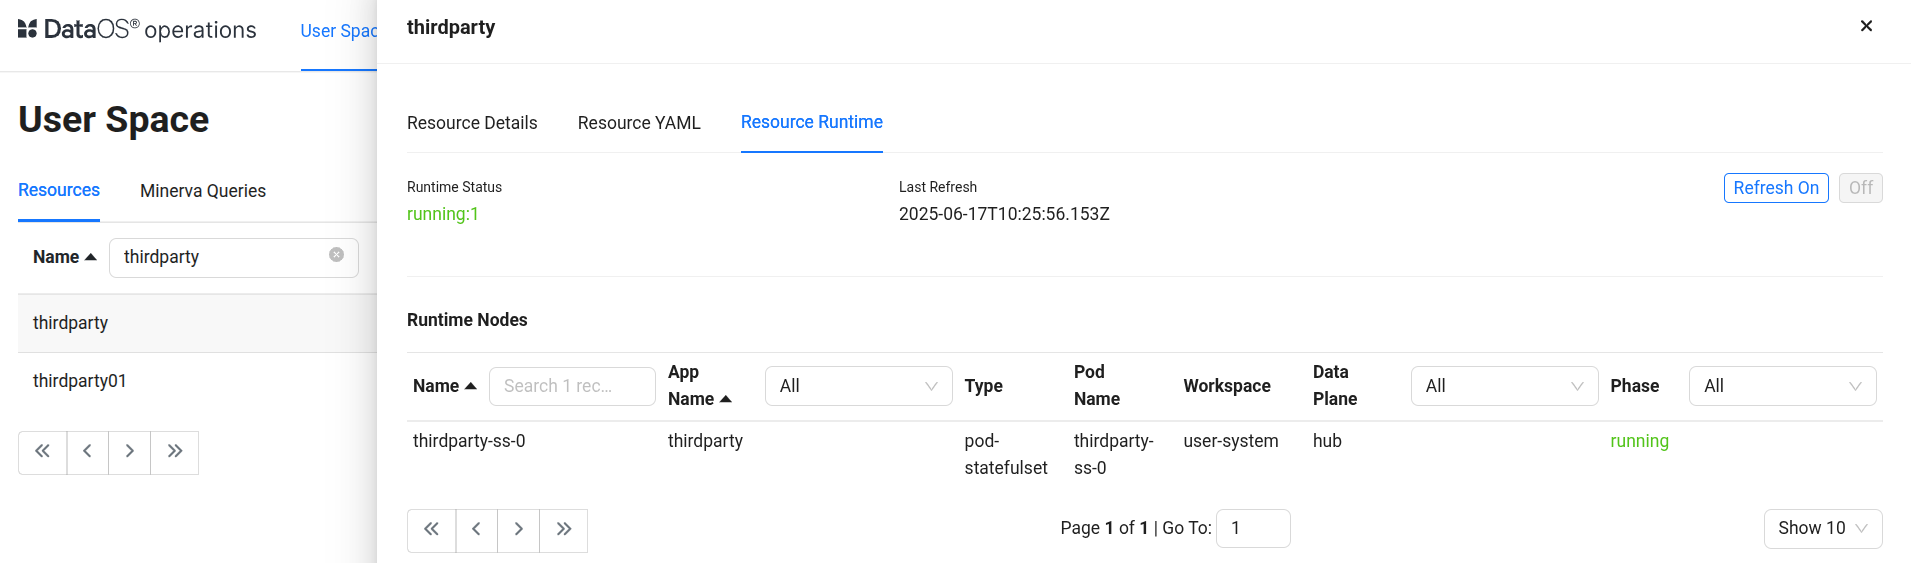 DataOS® operations
User Spac
User Space
Resources
Minerva Queries
Name
thirdparty
thirdparty
thirdparty01
thirdparty
Resource Details
Resource YAML
Resource Runtime
Runtime Status
running:1
Last Refresh
2025-06-17T10:25:56.153Z
Refresh On
Off
Runtime Nodes
Name
Search 1 rec...
App
Name
All
Type
Pod
Name
Workspace
Data
Plane
All
Phase
All
thirdparty-ss-0
thirdparty
pod-
statefulset
thirdparty-
ss-0
user-system
hub
running
Page 1 of 1 | Go To: 1
Show 10